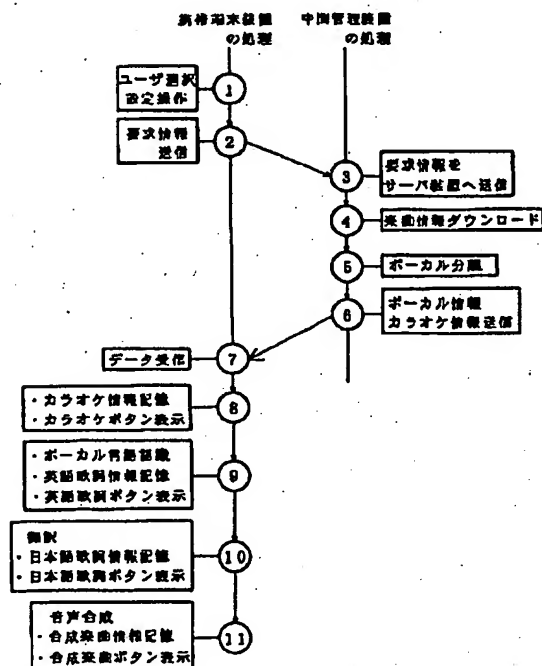 携帯端末装置
の処理
中間管理装置
の処理
ユーザ選択
設定操作
1
要求情報
送信
2
3
要求情報を
サーバ装置へ送信
4
楽曲情報ダウンロード
5
ボーカル分離
6
ボーカル情報
カラオケ情報送信
データ受信
7
・カラオケ情報記憶
・カラオケボタン表示
8
・ボーカル言語認識
・英語歌詞情報記憶
・英語歌詞ボタン表示
9
翻訳
・日本語歌詞情報記憶
・日本語歌詞ボタン表示
10
音声合成
・合成楽曲情報記憶
・合成楽曲ボタン表示
11